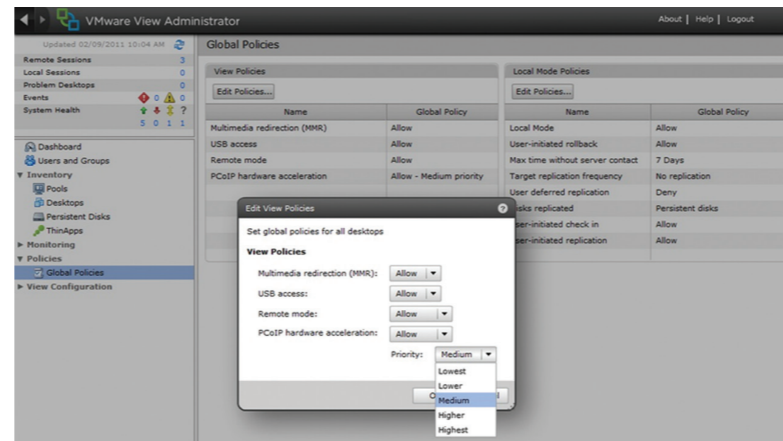 VMware View Administrator
About | Help | Logout
Updated 02/09/2011 10:04 AM
Remote Sessions 3
Local Sessions 0
Problem Desktops 0
Events 0 0
System Health ?
5 0 1 1
Dashboard
Users and Groups
Inventory
Pools
Desktops
Persistent Disks
ThinApps
Monitoring
Policies
Global Policies
View Configuration
Global Policies
View Policies
Edit Policies...
Name Global Policy
Multimedia redirection (MMR) Allow
USB access Allow
Remote mode Allow
PCoIP hardware acceleration Allow - Medium priority
Local Mode Policies
Edit Policies...
Name Global Policy
Local Mode Allow
User-initiated rollback Allow
Max time without server contact 7 Days
Target replication frequency No replication
User deferred replication Deny
isks replicated Persistent disks
ser-initiated check in Allow
ser-initiated replication Allow
Edit View Policies ?
Set global policies for all desktops
View Policies
Multimedia redirection (MMR): Allow
USB access: Allow
Remote mode: Allow
PCoIP hardware acceleration: Allow
Priority: Medium
Lowest
Lower
Medium
Higher
Highest